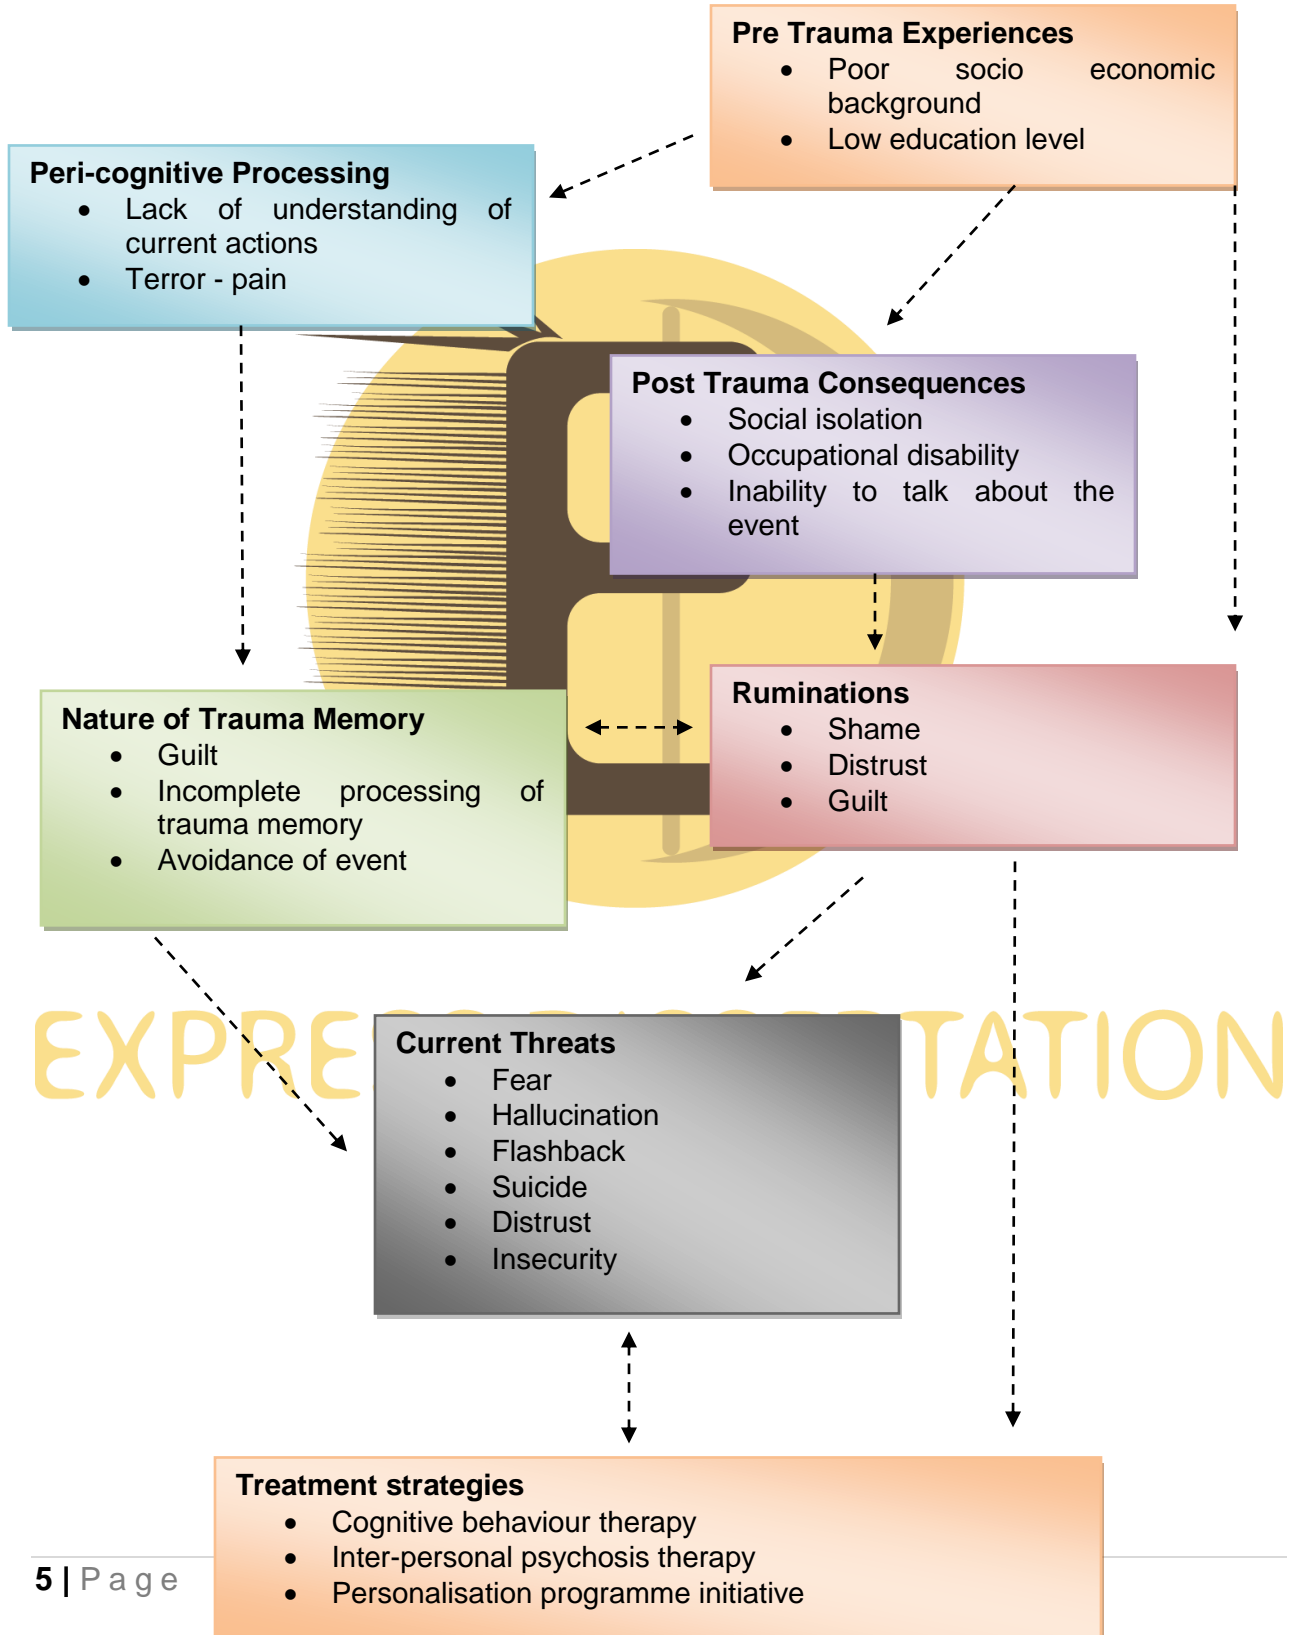 Pre Trauma Experiences
• Poor socio economic
background
• Low education level
Peri-cognitive Processing
• Lack of understanding of
current actions
• Terror - pain
Post Trauma Consequences
• Social isolation
• Occupational disability
• Inability to talk about the
event
Nature of Trauma Memory
• Guilt
• Incomplete processing of
trauma memory
• Avoidance of event
Ruminations
• Shame
• Distrust
• Guilt
Current Threats
• Fear
• Hallucination
• Flashback
• Suicide
• Distrust
• Insecurity
Treatment strategies
• Cognitive behaviour therapy
• Inter-personal psychosis therapy
• Personalisation programme initiative
5 | Page